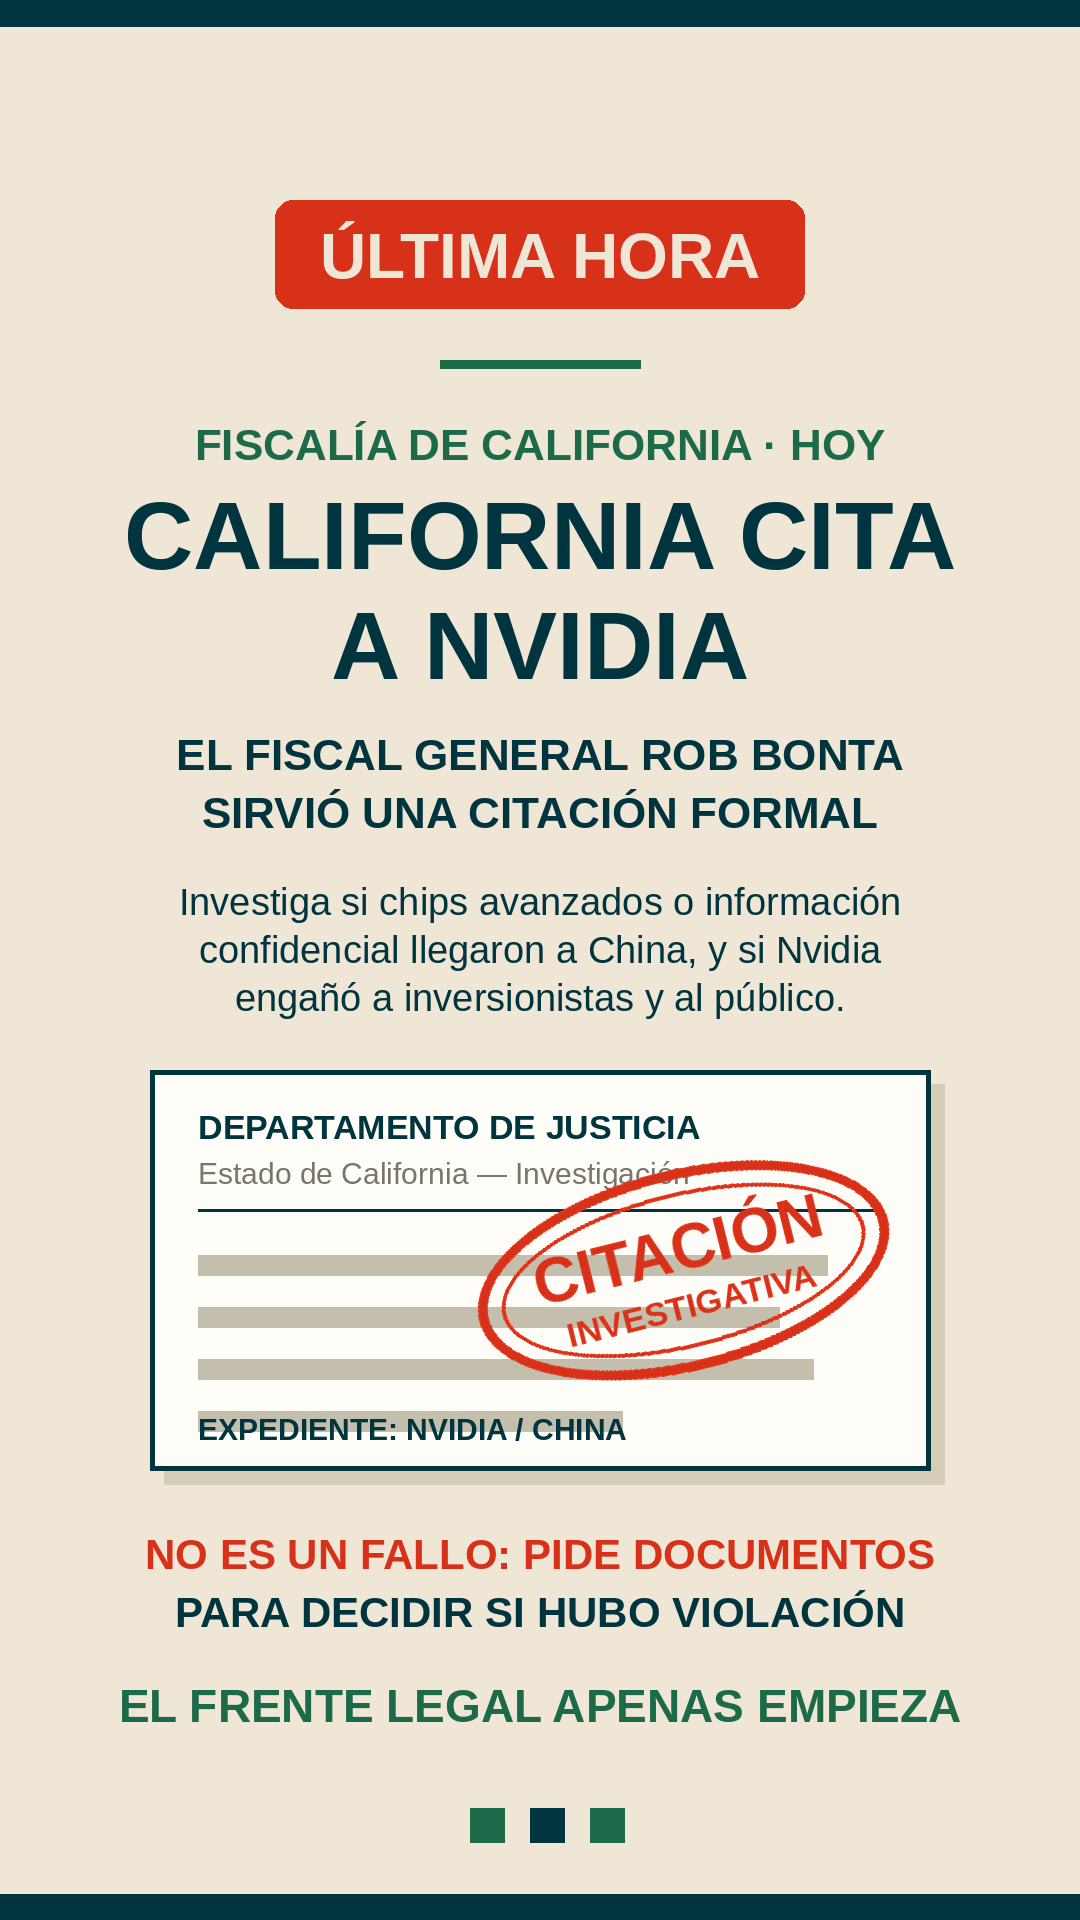 ÚLTIMA HORA
FISCALÍA DE CALIFORNIA · HOY
CALIFORNIA CITA
A NVIDIA
EL FISCAL GENERAL ROB BONTA
SIRVIÓ UNA CITACIÓN FORMAL
Investiga si chips avanzados o información
confidencial llegaron a China, y si Nvidia
engañó a inversionistas y al público.
DEPARTAMENTO DE JUSTICIA
Estado de California — Investigación
CITACIÓN
INVESTIGATIVA
EXPEDIENTE: NVIDIA / CHINA
NO ES UN FALLO: PIDE DOCUMENTOS
PARA DECIDIR SI HUBO VIOLACIÓN
EL FRENTE LEGAL APENAS EMPIEZA